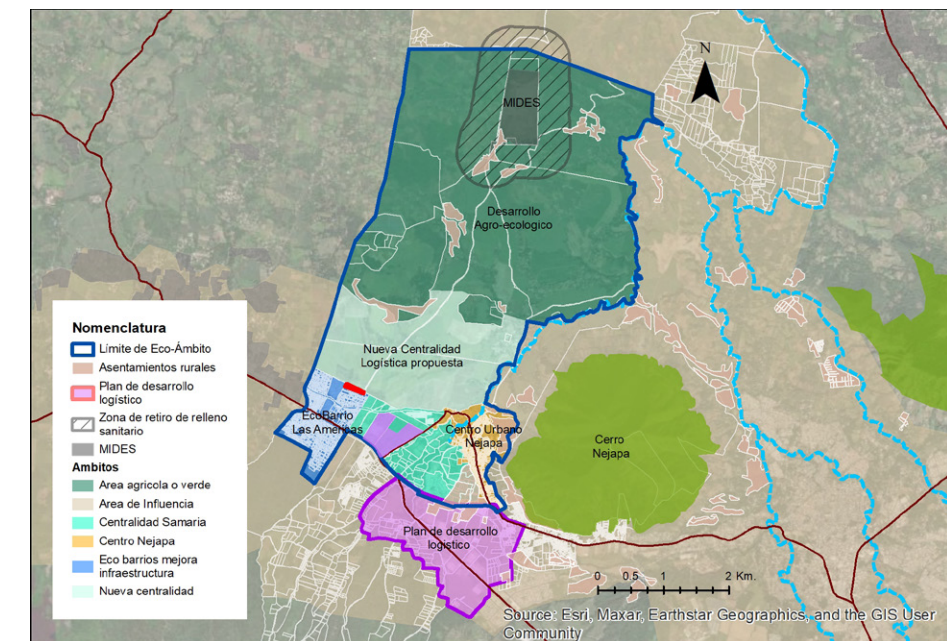 N
MIDES
Desarrollo
Agro-ecologico
Nueva Centralidad
Logística propuesta
EcoBarrio
Las Américas
Centro Urbano
Nejapa
Cerro
Nejapa
Plan de desarrollo
logístico
Nomenclatura
Límite de Eco-Ámbito
Asentamientos rurales
Plan de desarrollo
logístico
Zona de retiro de relleno
sanitario
MIDES
Ambitos
Area agricola o verde
Area de Influencia
Centralidad Samaria
Centro Nejapa
Eco barrios mejora
infraestructura
Nueva centralidad
0 0.5 1 2 Km.
Source: Esri, Maxar, Earthstar Geographics, and the GIS User
Community